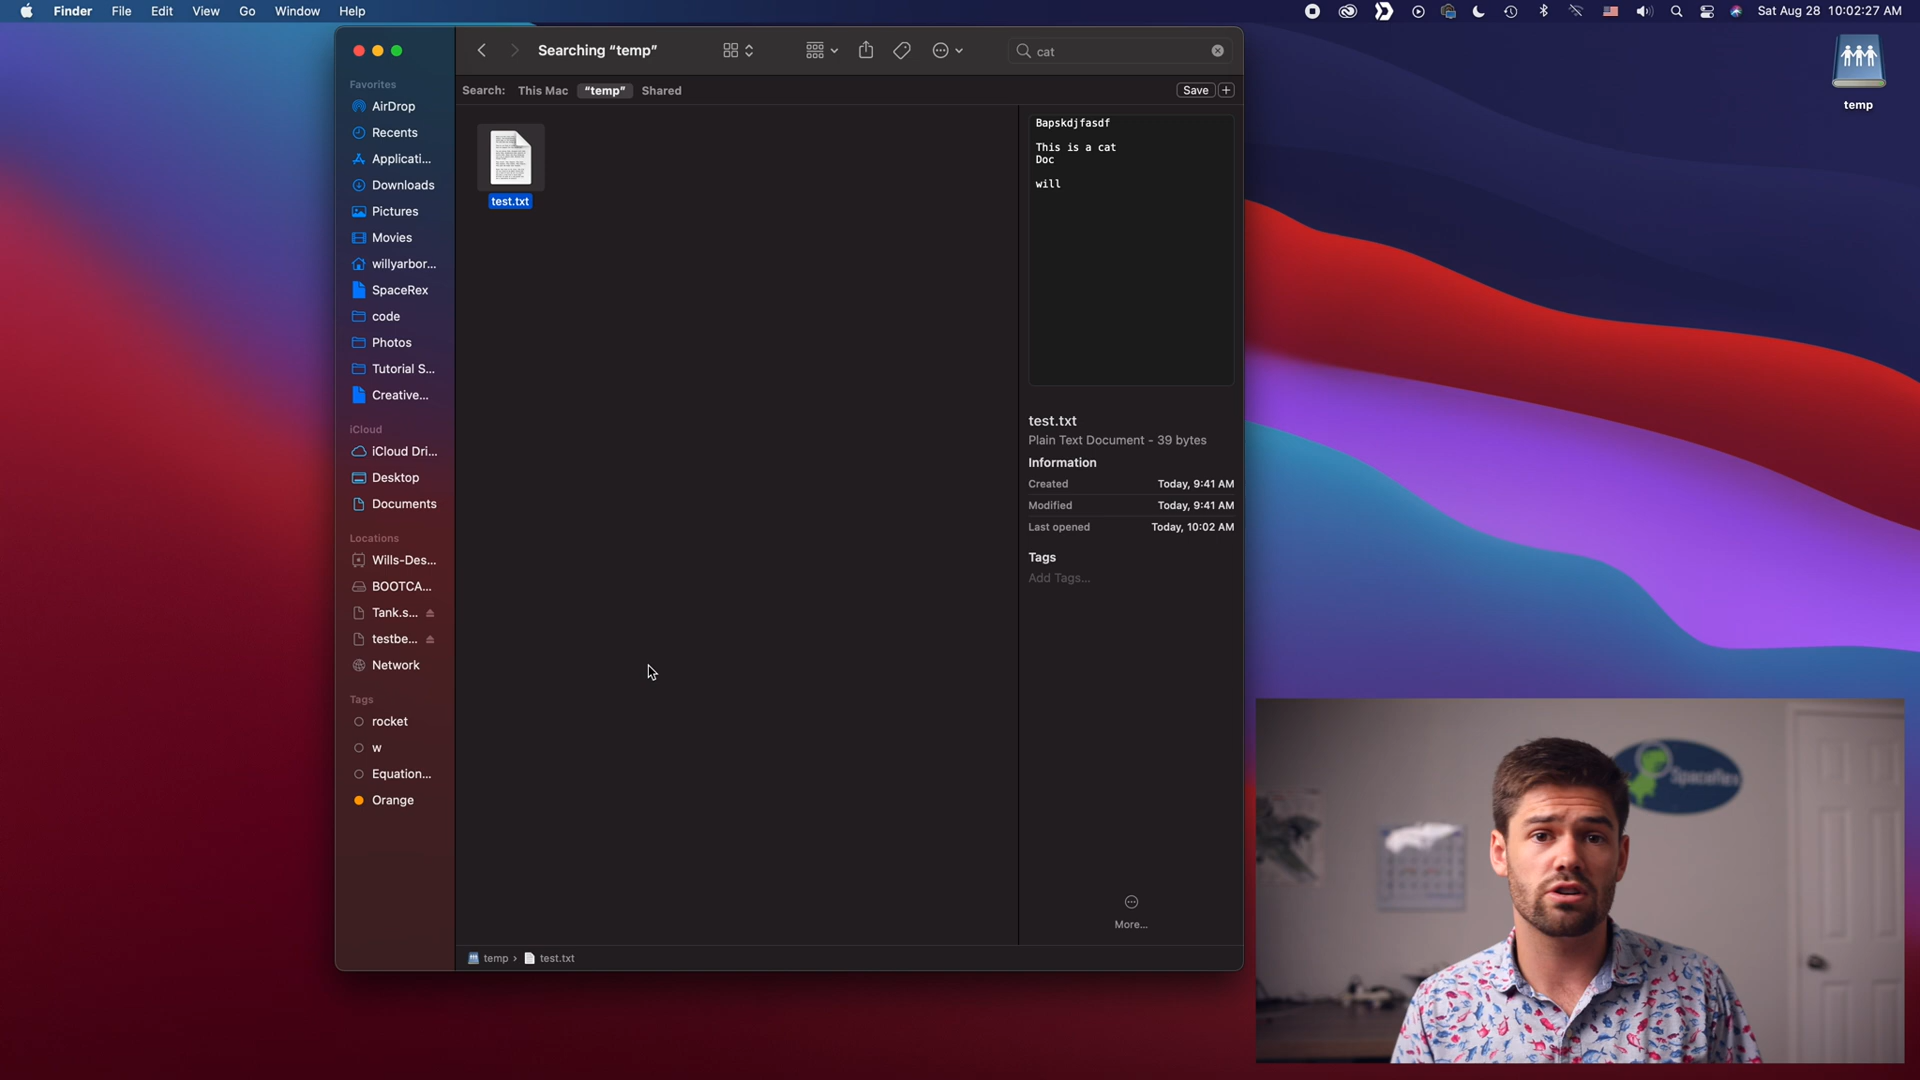 Finder File Edit View Go Window Help
Sat Aug 28 10:02:27 AM
temp
Searching “temp”
cat
Search: This Mac “temp” Shared
Save
Favorites
AirDrop
Recents
Applicati...
Downloads
Pictures
Movies
willyarbor...
SpaceRex
code
Photos
Tutorial S...
Creative...
iCloud
iCloud Dri...
Desktop
Documents
Locations
Wills-Des...
BOOTCA...
Tank.s...
testbe...
Network
Tags
rocket
w
Equation...
Orange
test.txt
Bapskdjfasdf
This is a cat
Doc
will
test.txt
Plain Text Document - 39 bytes
Information
Created Today, 9:41 AM
Modified Today, 9:41 AM
Last opened Today, 10:02 AM
Tags
Add Tags...
More...
temp › test.txt
SpaceRex